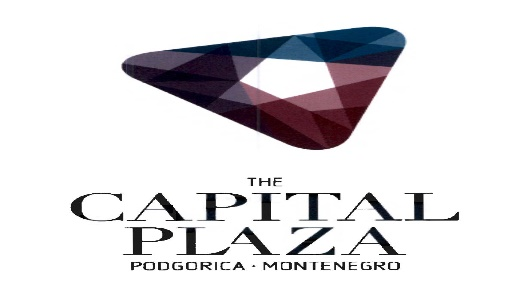 THE
CAPITAL
PLAZA
PODGORICA · MONTENEGRO